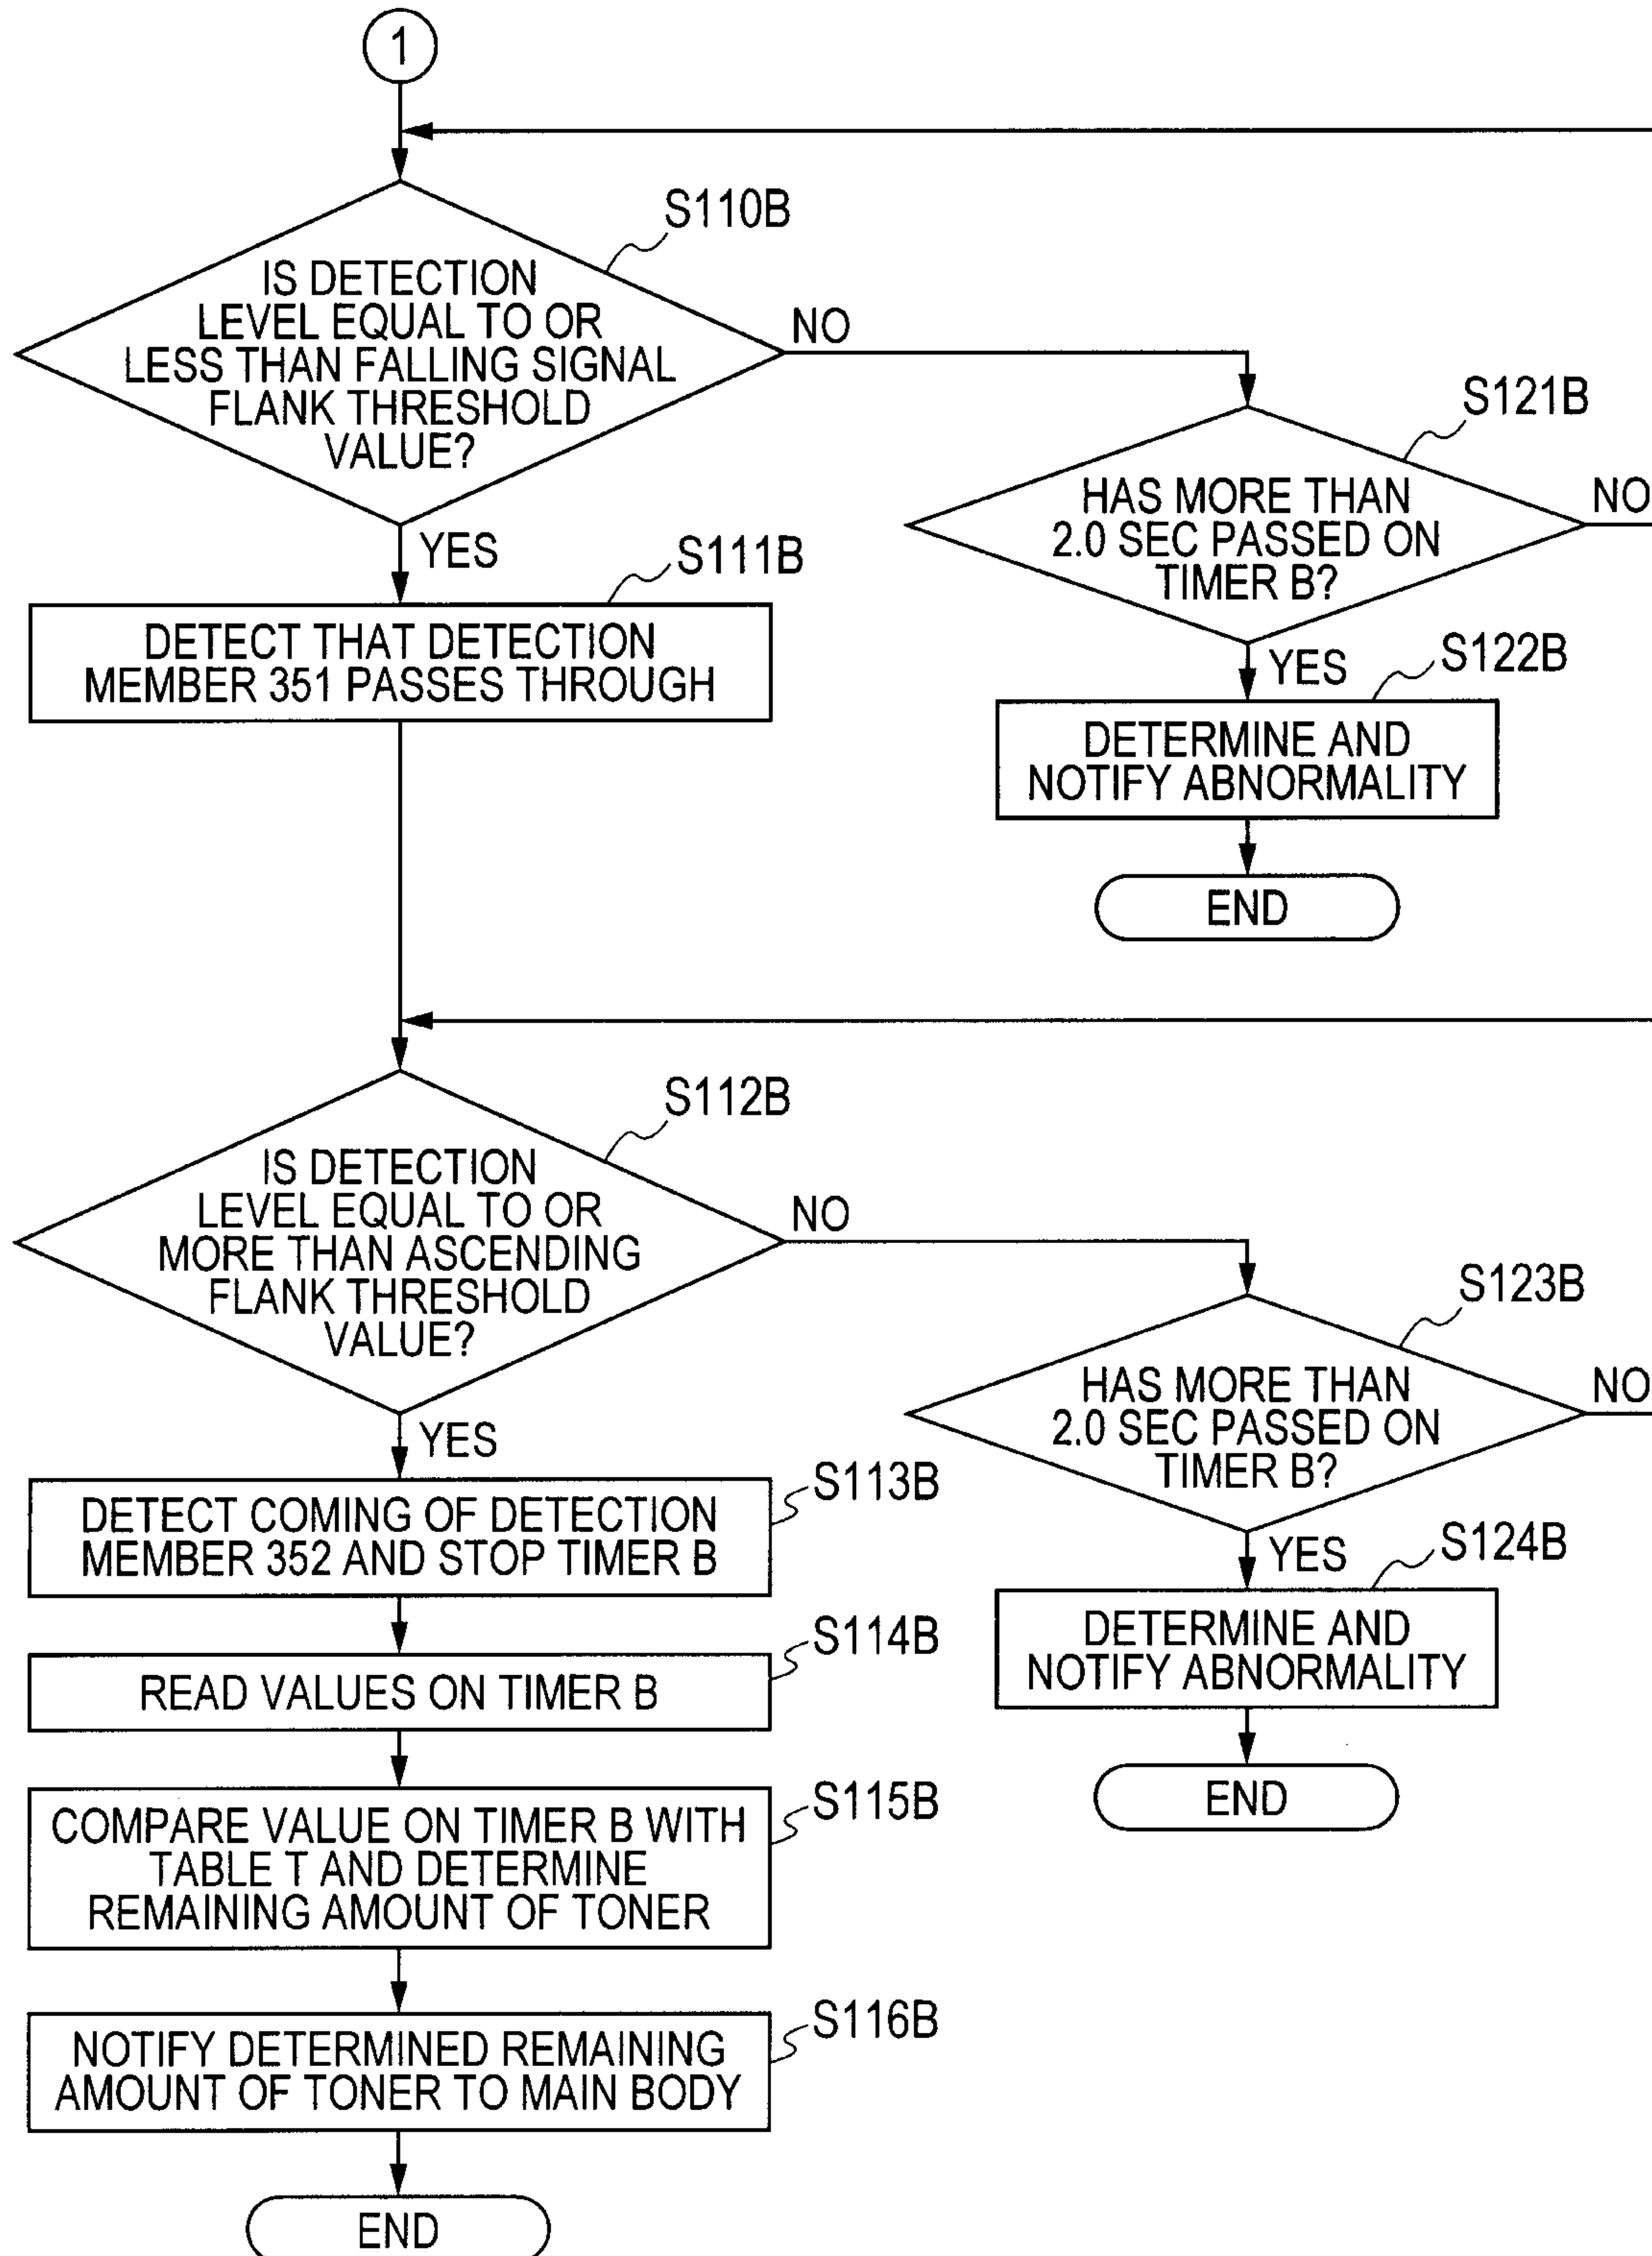 1
S110B
IS DETECTION
LEVEL EQUAL TO OR
LESS THAN FALLING SIGNAL
FLANK THRESHOLD
VALUE?
NO
YES
S121B
HAS MORE THAN
2.0 SEC PASSED ON
TIMER B?
NO
YES
S111B
DETECT THAT DETECTION
MEMBER 351 PASSES THROUGH
S122B
DETERMINE AND
NOTIFY ABNORMALITY
END
S112B
IS DETECTION
LEVEL EQUAL TO OR
MORE THAN ASCENDING
FLANK THRESHOLD
VALUE?
NO
YES
S123B
HAS MORE THAN
2.0 SEC PASSED ON
TIMER B?
NO
YES
S113B
DETECT COMING OF DETECTION
MEMBER 352 AND STOP TIMER B
S124B
DETERMINE AND
NOTIFY ABNORMALITY
END
S114B
READ VALUES ON TIMER B
S115B
COMPARE VALUE ON TIMER B WITH
TABLE T AND DETERMINE
REMAINING AMOUNT OF TONER
S116B
NOTIFY DETERMINED REMAINING
AMOUNT OF TONER TO MAIN BODY
END